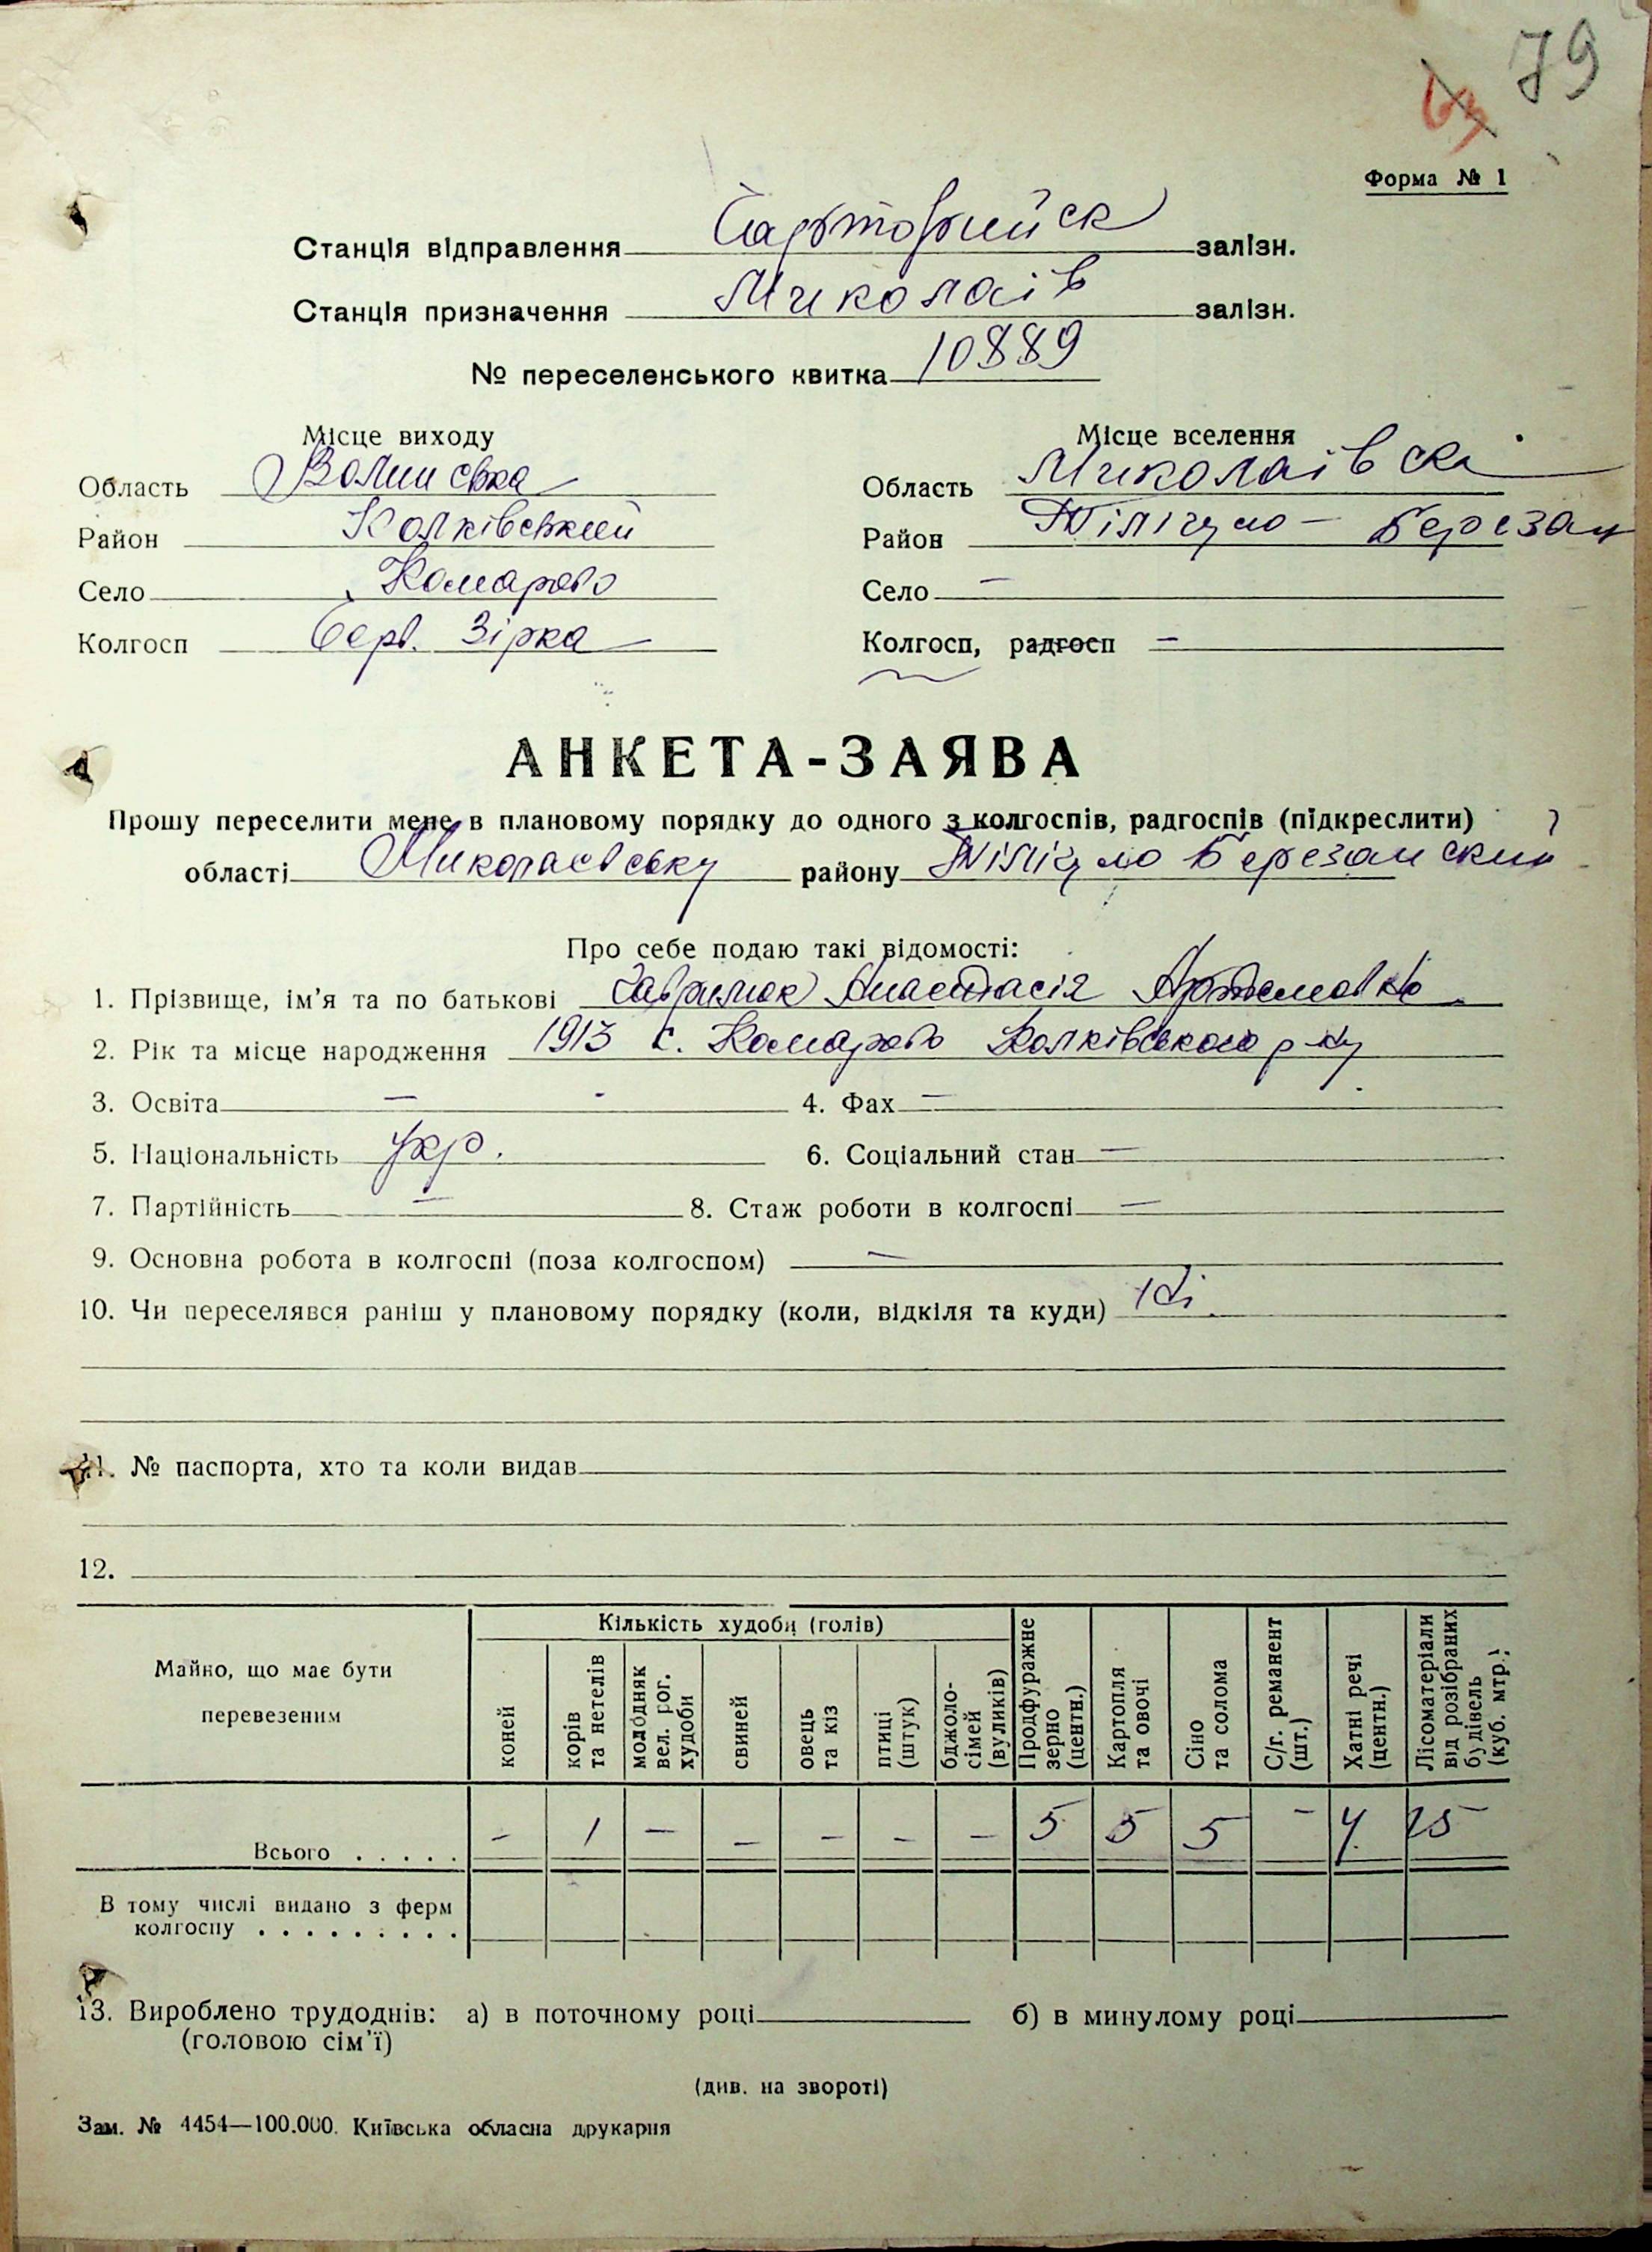 79
Форма № 1
Станція відправлення Чарторийськ залізн.
Станція призначення Миколаів залізн.
№ переселенського квитка 10889
Місце виходу Місце вселення
Область Волинська Область Миколаівскі
Район Колківський Район Тілігуло - Березан
Село Комарово Село —
Колгосп Черв. Зірка Колгосп, радгосп —
АНКЕТА-ЗАЯВА
Прошу переселити мене в плановому порядку до одного з колгоспів, радгоспів (підкреслити)
області Миколаєвську району Тілігуло Березанский
Про себе подаю такі відомості:
1. Прізвище, ім'я та по батькові Гаврилюк Анастасія
2. Рік та місце народження 1913 с. Комарово Колківського р-ну
3. Освіта — 4. Фах —
5. Національність укр. 6. Соціальний стан —
7. Партійність — 8. Стаж роботи в колгоспі —
9. Основна робота в колгоспі (поза колгоспом) —
10. Чи переселявся раніш у плановому порядку (коли, відкіля та куди) Ні.
11. № паспорта, хто та коли видав
12.
Майно, що має бути перевезеним
Кількість худоби (голів)
коней
корів та нетелів
молодняк вел. рог. худоби
свиней
овець та кіз
птиці (штук)
бджоло-сімей (вуликів)
Продфуражне зерно (центн.)
Картопля та овочі
Сіно та солома
С/г. реманент (шт.)
Хатні речі (центн.)
Лісоматеріали від розібраних будівель (куб. мтр.)
Всього . . . . . - 1 — — — — — 5 5 5 - 4 25
В тому числі видано з ферм
колгоспу . . . . . . . . .
13. Вироблено трудоднів: а) в поточному році б) в минулому році
(головою сім'ї)
(див. на звороті)
Зам. № 4454—100.000. Київська обласна друкарня